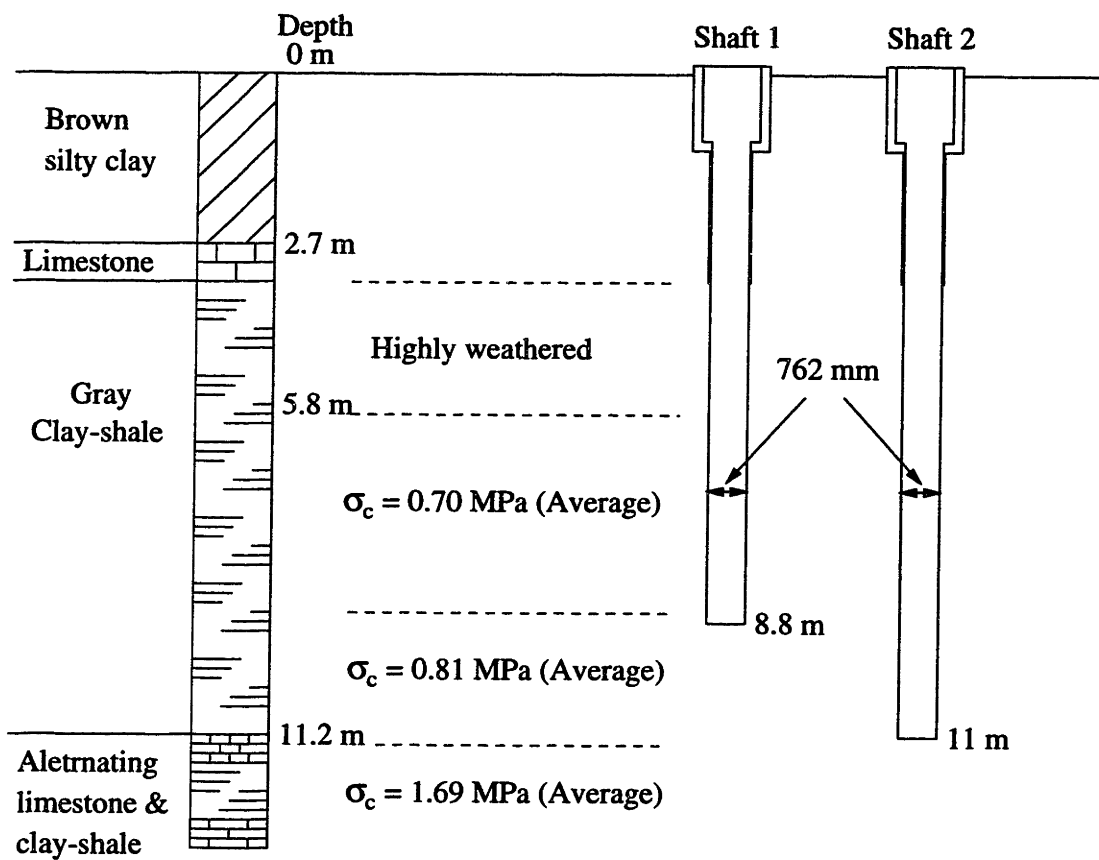 Depth
0 m
Shaft 1
Shaft 2
Brown
silty clay
2.7 m
Limestone
Highly weathered
762 mm
Gray
Clay-shale
5.8 m
σc = 0.70 MPa (Average)
8.8 m
σc = 0.81 MPa (Average)
11.2 m
11 m
Aletrnating
limestone &
clay-shale
σc = 1.69 MPa (Average)